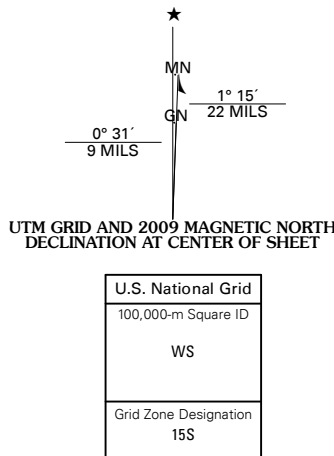 ★
MN
1° 15´
22 MILS
GN
0° 31´
9 MILS
UTM GRID AND 2009 MAGNETIC NORTH
DECLINATION AT CENTER OF SHEET
U.S. National Grid
100,000-m Square ID
WS
Grid Zone Designation
15S